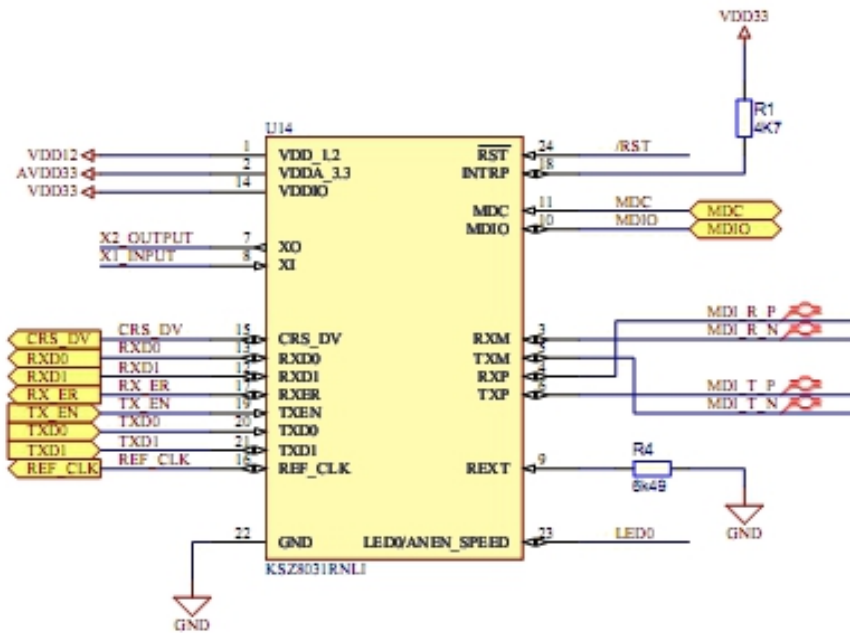 VDD33
R1
4K7
U14
VDD12 1 VDD_1.2 RST 24 /RST
AVDD33 2 VDDA_3.3 INTRP 18
VDD33 14 VDDIO
MDC 11 MDC MDC
MDIO 10 MDIO MDIO
X2_OUTPUT 7 XO
X1_INPUT 8 XI
MDI_R_P
CRS_DV CRS_DV 15 CRS_DV RXM 3 MDI_R_N
RXD0 RXD0 13 RXD0 TXM
RXD1 RXD1 12 RXD1 RXP
RX_ER RX_ER 17 RXER TXP MDI_T_P
TX_EN TX_EN 19 TXEN MDI_T_N
TXD0 TXD0 20 TXD0
TXD1 TXD1 21 TXD1
REF_CLK REF_CLK 16 REF_CLK REXT 9 R4
6k49
GND
22 GND LED0/ANEN_SPEED 23 LED0
KSZ8031RNLI
GND